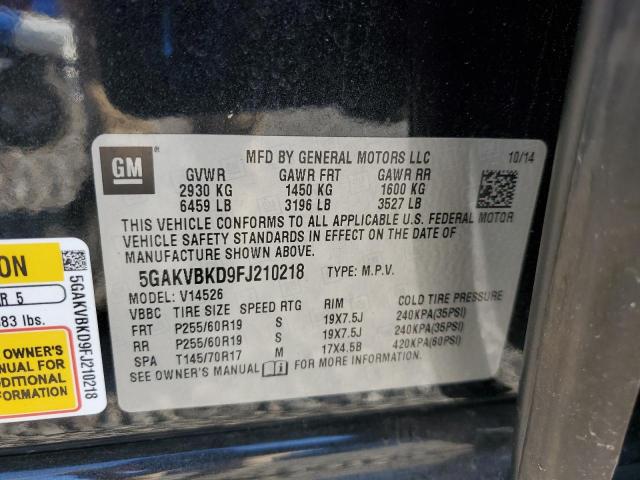 GM
MFD BY GENERAL MOTORS LLC 10/14
GVWR GAWR FRT GAWR RR
2930 KG 1450 KG 1600 KG
6459 LB 3196 LB 3527 LB
THIS VEHICLE CONFORMS TO ALL APPLICABLE U.S. FEDERAL MOTOR
VEHICLE SAFETY STANDARDS IN EFFECT ON THE DATE OF
MANUFACTURE SHOWN ABOVE.
5GAKVBKD9FJ210218 TYPE: M.P.V.
MODEL: V14526
VBBC TIRE SIZE SPEED RTG RIM COLD TIRE PRESSURE
FRT P255/60R19 S 19X7.5J 240KPA(35PSI)
RR P255/60R19 S 19X7.5J 240KPA(35PSI)
SPA T145/70R17 M 17X4.5B 420KPA(60PSI)
SEE OWNER'S MANUAL FOR MORE INFORMATION.
ON
R 5
83 lbs.
OWNER'S
MANUAL FOR
ADDITIONAL
FORMATION
5GAKVBKD9FJ210218